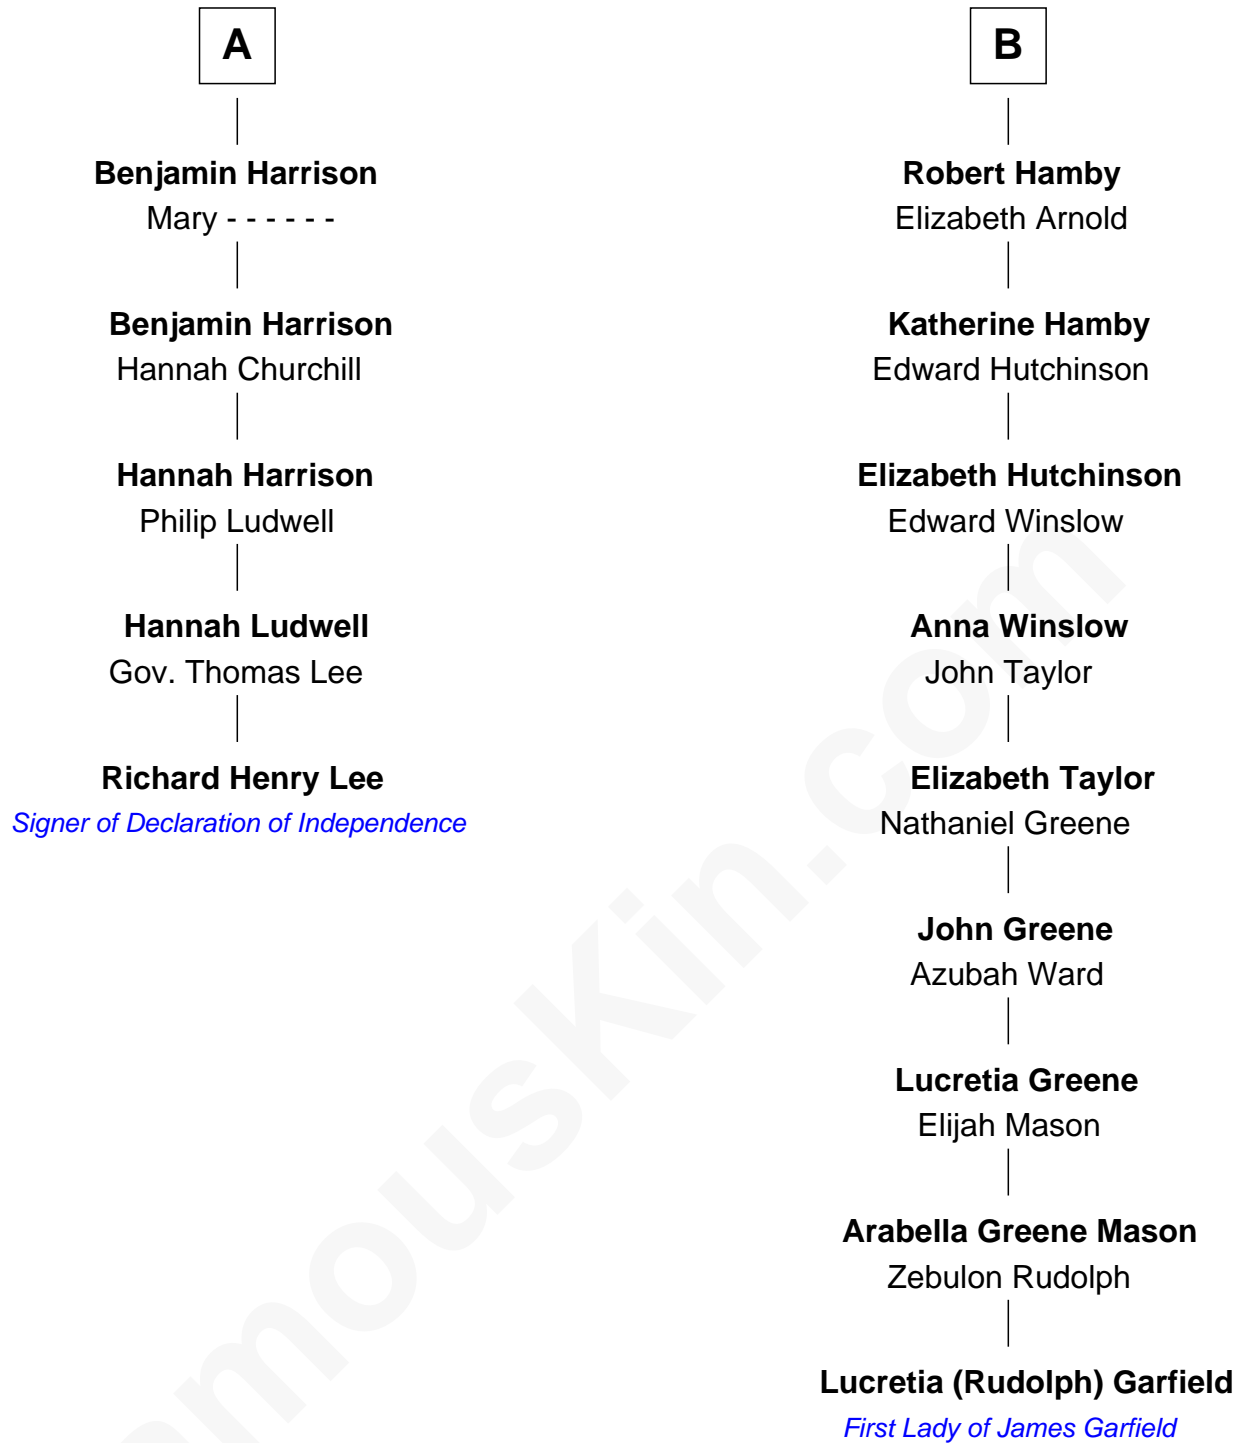 A
Benjamin Harrison
Mary - - - - - -
Benjamin Harrison
Hannah Churchill
Hannah Harrison
Philip Ludwell
Hannah Ludwell
Gov. Thomas Lee
Richard Henry Lee
Signer of Declaration of Independence
B
Robert Hamby
Elizabeth Arnold
Katherine Hamby
Edward Hutchinson
Elizabeth Hutchinson
Edward Winslow
Anna Winslow
John Taylor
Elizabeth Taylor
Nathaniel Greene
John Greene
Azubah Ward
Lucretia Greene
Elijah Mason
Arabella Greene Mason
Zebulon Rudolph
Lucretia (Rudolph) Garfield
First Lady of James Garfield
amouskin.com